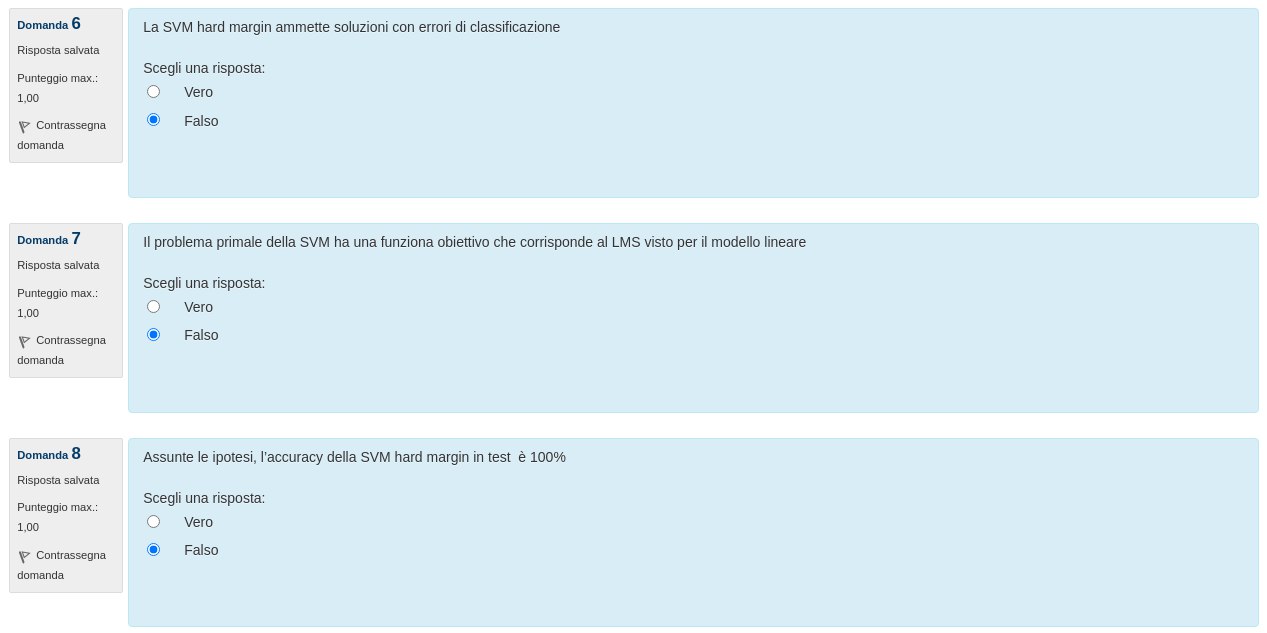 Domanda 6
Risposta salvata
Punteggio max.:
1,00
Contrassegna
domanda
La SVM hard margin ammette soluzioni con errori di classificazione
Scegli una risposta:
Vero
Falso
Domanda 7
Risposta salvata
Punteggio max.:
1,00
Contrassegna
domanda
Il problema primale della SVM ha una funziona obiettivo che corrisponde al LMS visto per il modello lineare
Scegli una risposta:
Vero
Falso
Domanda 8
Risposta salvata
Punteggio max.:
1,00
Contrassegna
domanda
Assunte le ipotesi, l’accuracy della SVM hard margin in test  è 100%
Scegli una risposta:
Vero
Falso